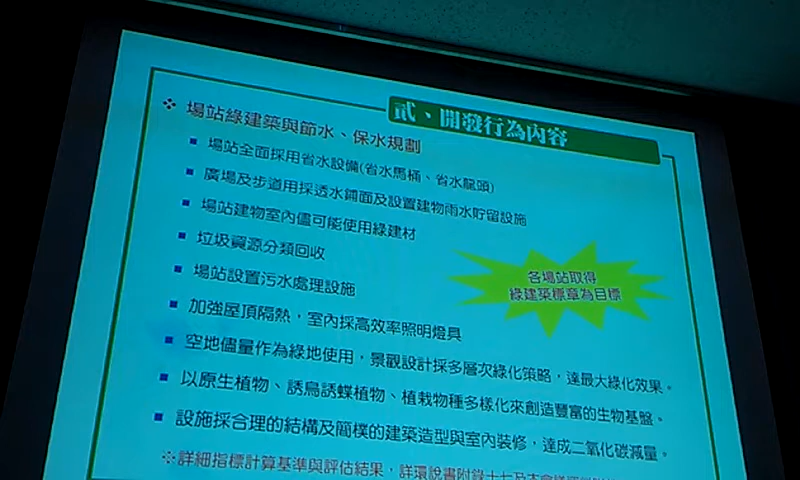 貳、開發行為內容
場站綠建築與節水、保水規劃
場站全面採用省水設備(省水馬桶、省水龍頭)
廣場及步道用採透水鋪面及設置建物雨水貯留設施
場站建物室內儘可能使用綠建材
垃圾資源分類回收
場站設置污水處理設施
各場站取得
綠建築標章為目標
加強屋頂隔熱，室內採高效率照明燈具
空地儘量作為綠地使用，景觀設計採多層次綠化策略，達最大綠化效果。
以原生植物、誘鳥誘蝶植物、植栽物種多樣化來創造豐富的生物基盤。
設施採合理的結構及簡樸的建築造型與室內裝修，達成二氧化碳減量。
※詳細指標計算基準與評估結果，詳環說書附錄十七及本